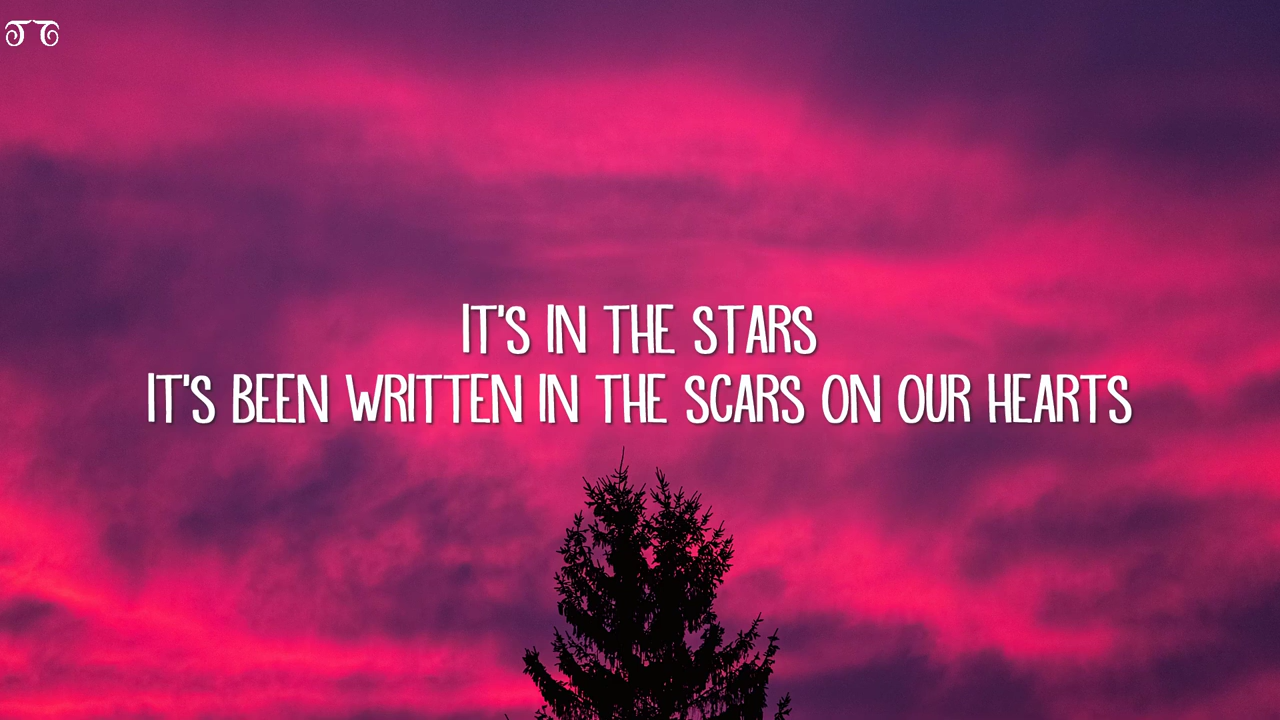 IT'S IN THE STARS
IT'S BEEN WRITTEN IN THE SCARS ON OUR HEARTS